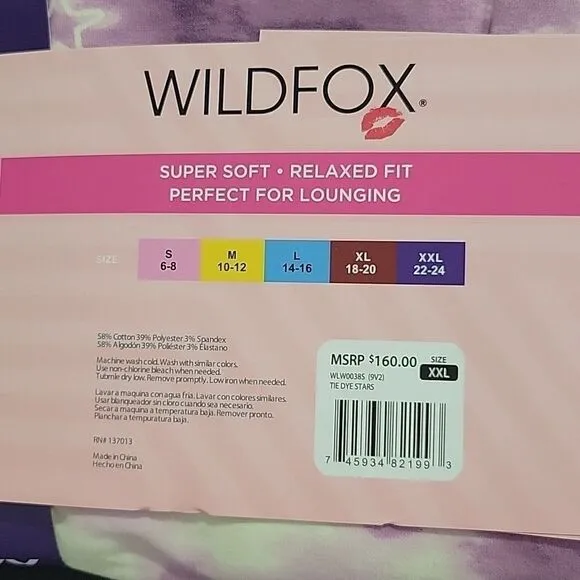 WILDFOX®
SUPER SOFT • RELAXED FIT
PERFECT FOR LOUNGING
SIZE
S
6-8
M
10-12
L
14-16
XL
18-20
XXL
22-24
58% Cotton 39% Polyester 3% Spandex
58% Algodón 39% Poliéster 3% Elastano
Machine wash cold. Wash with similar colors.
Use non-chlorine bleach when needed.
Tubmle dry low. Remove promptly. Low iron when needed.
Lavar a maquina con agua fria. Lavar con colores similares.
Usar blanqueador sin cloro cuando sea necesario.
Secar a maquina a temperatura baja. Remover pronto.
Planchar a tempuratura baja.
RN# 137013
Made in China
Hecho en China
MSRP $160.00
SIZE
XXL
WLW0038S (9V2)
TIE DYE STARS
7 45934 82199 3